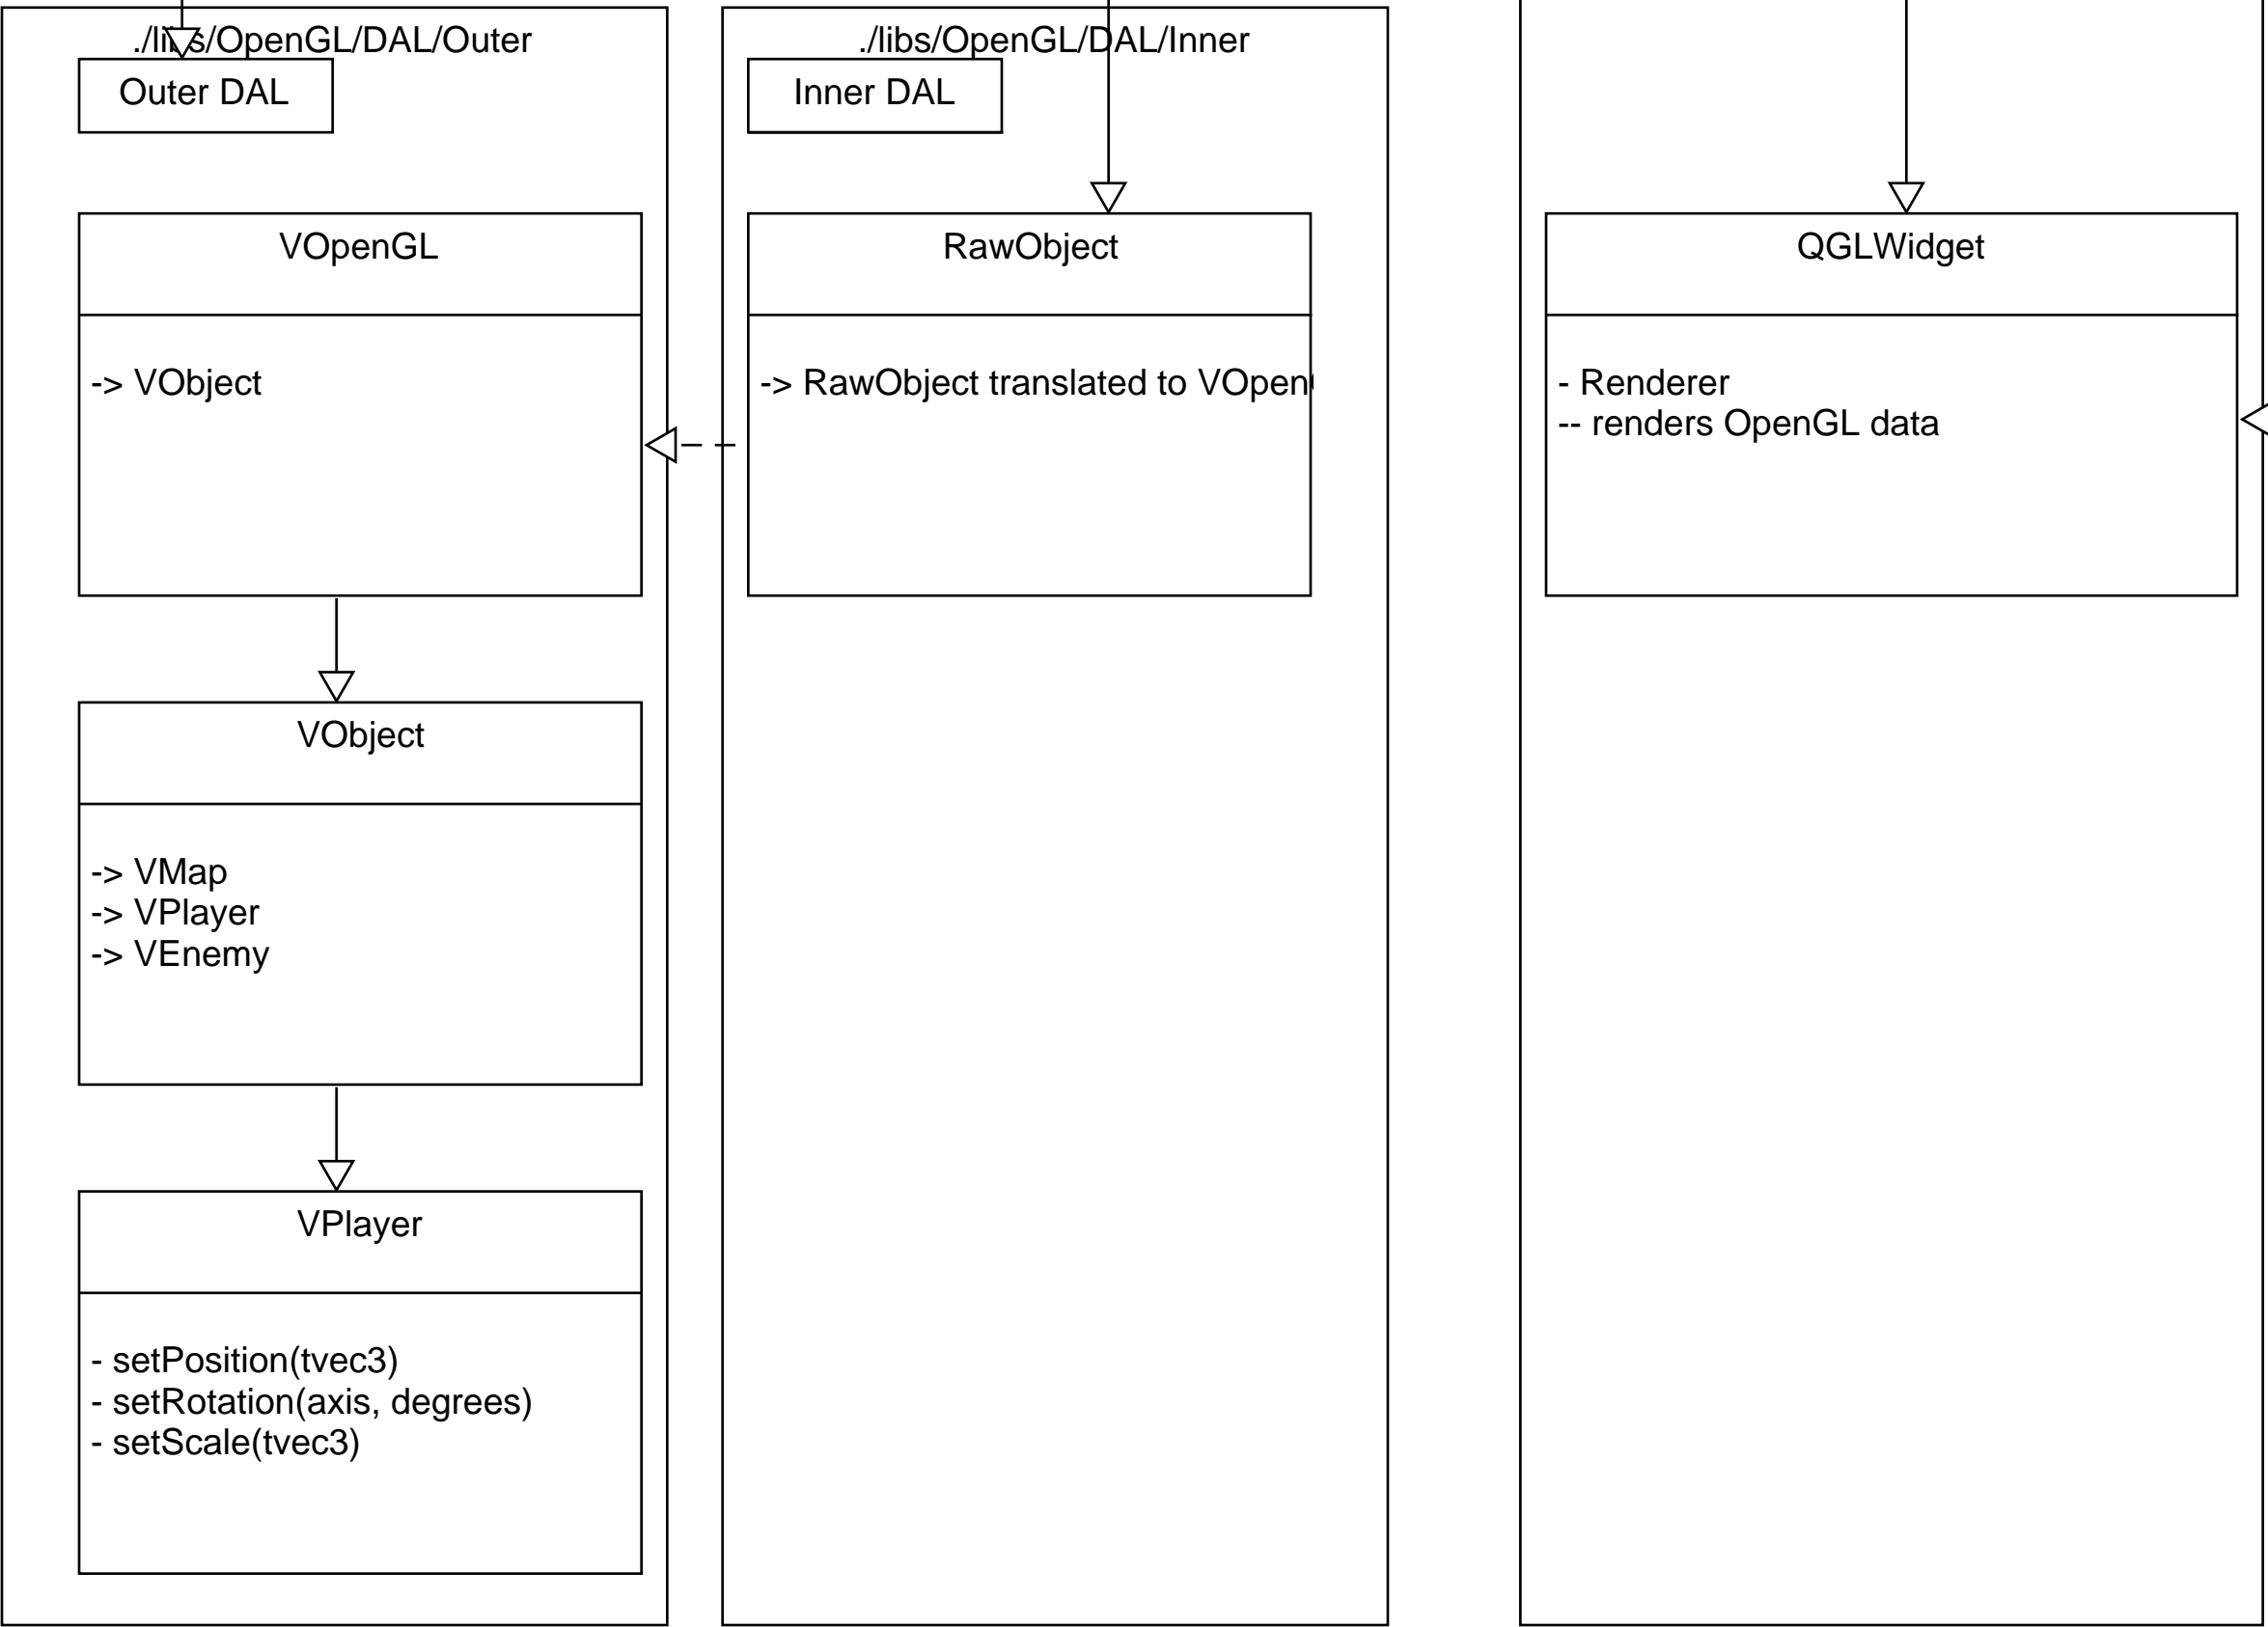 ./libs/OpenGL/DAL/Outer
Outer DAL
VOpenGL
-> VObject
VObject
-> VMap
-> VPlayer
-> VEnemy
VPlayer
- setPosition(tvec3)
- setRotation(axis, degrees)
- setScale(tvec3)
./libs/OpenGL/DAL/Inner
Inner DAL
RawObject
-> RawObject translated to VOpen
QGLWidget
- Renderer
-- renders OpenGL data